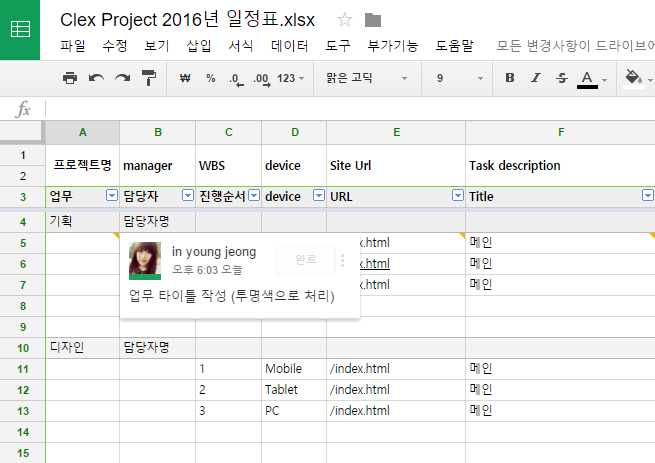 Clex Project 2016년 일정표.xlsx
파일 수정 보기 삽입 서식 데이터 도구 부가기능 도움말 모든 변경사항이 드라이브에
₩ % .0 .00 123 맑은 고딕 9 B I S A
fx
A B C D E F
1 2 프로젝트명 manager WBS device Site Url Task description
3 업무 담당자 진행순서 device URL Title
4 기획 담당자명
5 x.html 메인
6 x.html 메인
7 x.html 메인
8
9
in young jeong 완료
오후 6:03 오늘
업무 타이틀 작성 (투명색으로 처리)
10 디자인 담당자명
11 1 Mobile /index.html 메인
12 2 Tablet /index.html 메인
13 3 PC /index.html 메인
14
15